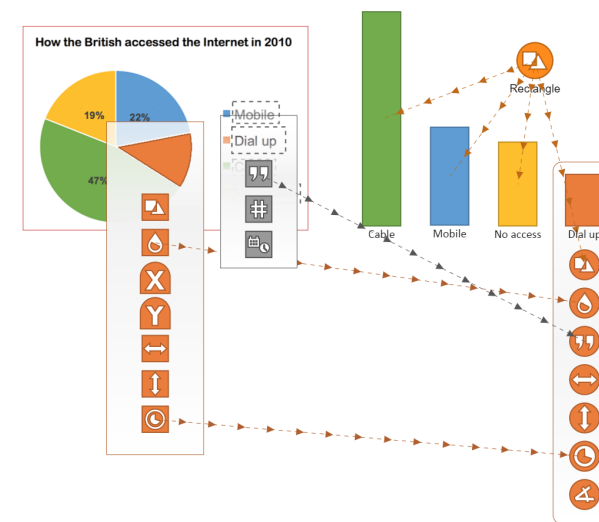 How the British accessed the Internet in 2010
19%
22%
47%
Mobile
Dial up
Rectangle
Cable
Mobile
No access
Dial up
X
Y